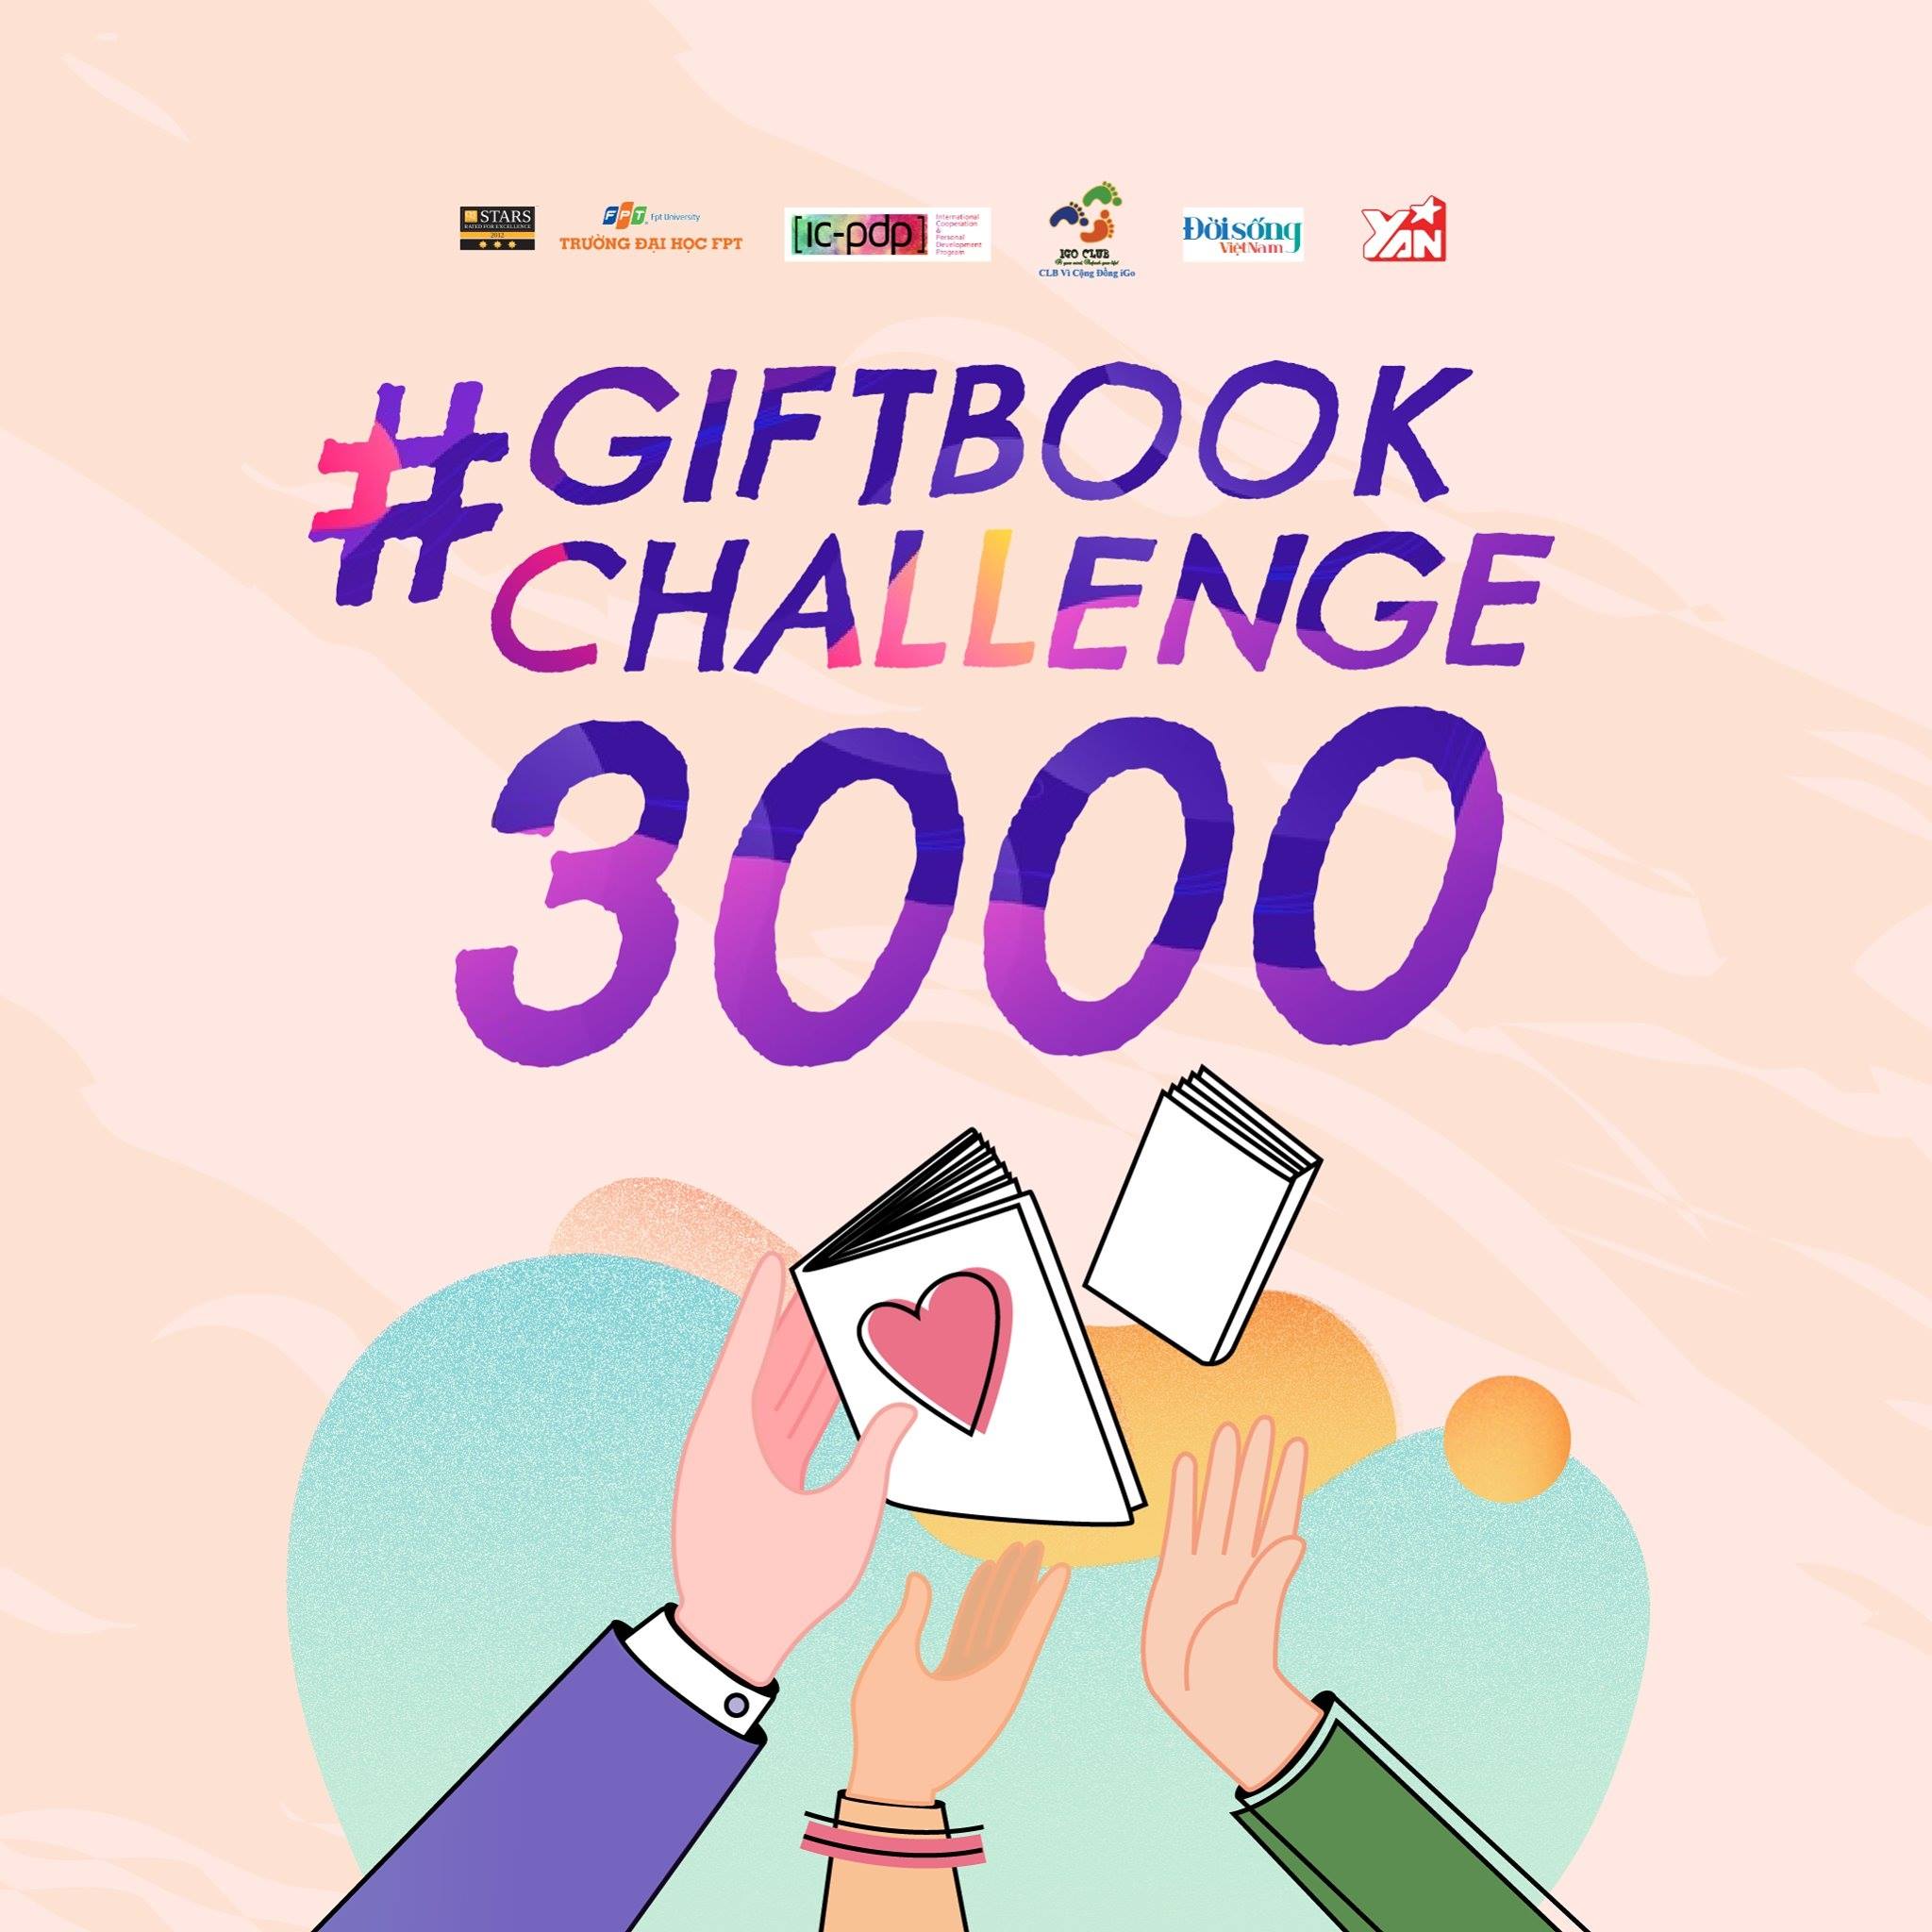 STARS
RATED FOR EXCELLENCE
2012
FPT Fpt University
TRƯỜNG ĐẠI HỌC FPT
[ic-pdp]
International
Cooperation
&
Personal
Development
Program
IGO CLUB
CLB Vì Cộng Đồng iGo
Đời sống
Việt Nam
YAN
#GIFTBOOK
CHALLENGE
3000